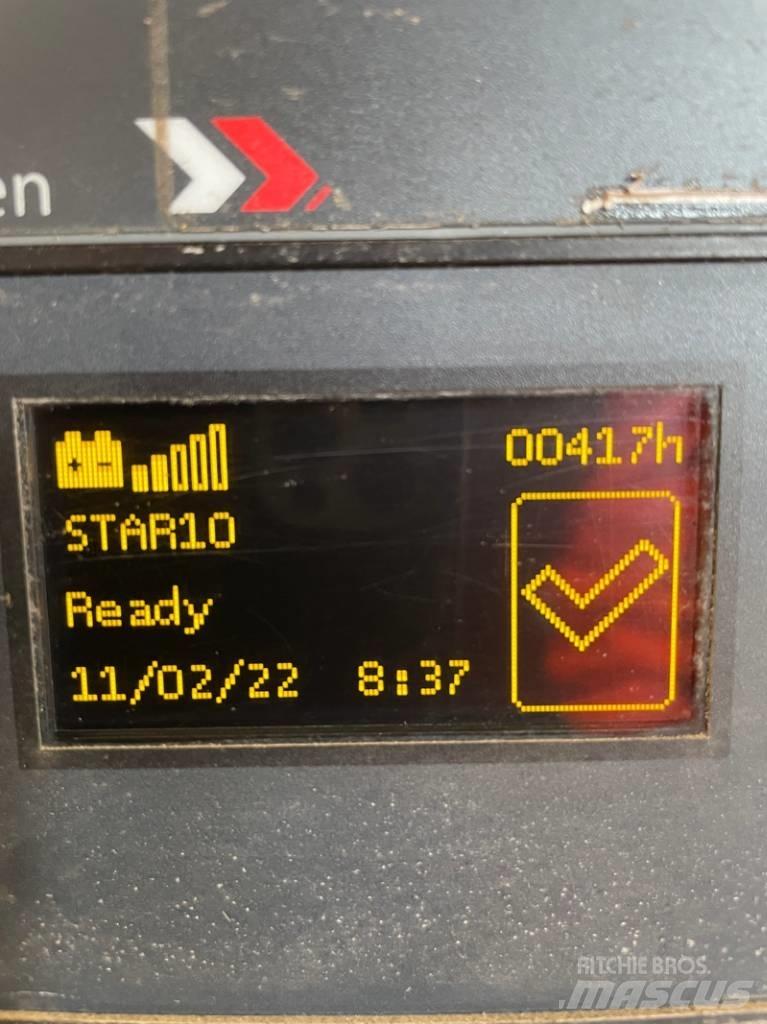 en
00417h
STAR10
Ready
11/02/22 8:37
RITCHIE BROS.
MASCUS